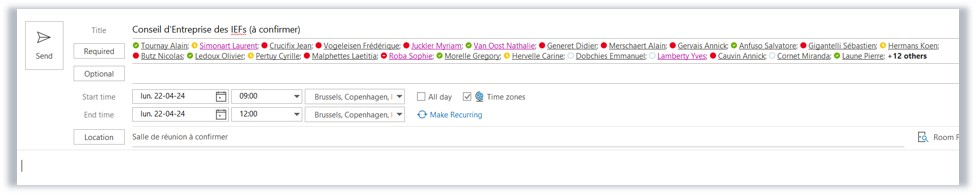 Title Conseil d'Entreprise des IEFs (à confirmer)
Send
Required Tournay Alain; Simonart Laurent; Crucifix Jean; Vogeleisen Frédérique; Juckler Myriam; Van Oost Nathalie; Generet Didier; Merschaert Alain; Gervais Annick; Anfuso Salvatore; Gigantelli Sébastien; Hermans Koen;
Butz Nicolas; Ledoux Olivier; Pertuy Cyrille; Malphettes Laetitia; Roba Sophie; Morelle Gregory; Hervelle Carine; Dobchies Emmanuel; Lamberty Yves; Cauvin Annick; Cornet Miranda; Laune Pierre; +12 others
Optional
Start time lun. 22-04-24 09:00 Brussels, Copenhagen, All day Time zones
End time lun. 22-04-24 12:00 Brussels, Copenhagen, Make Recurring
Location Salle de réunion à confirmer Room